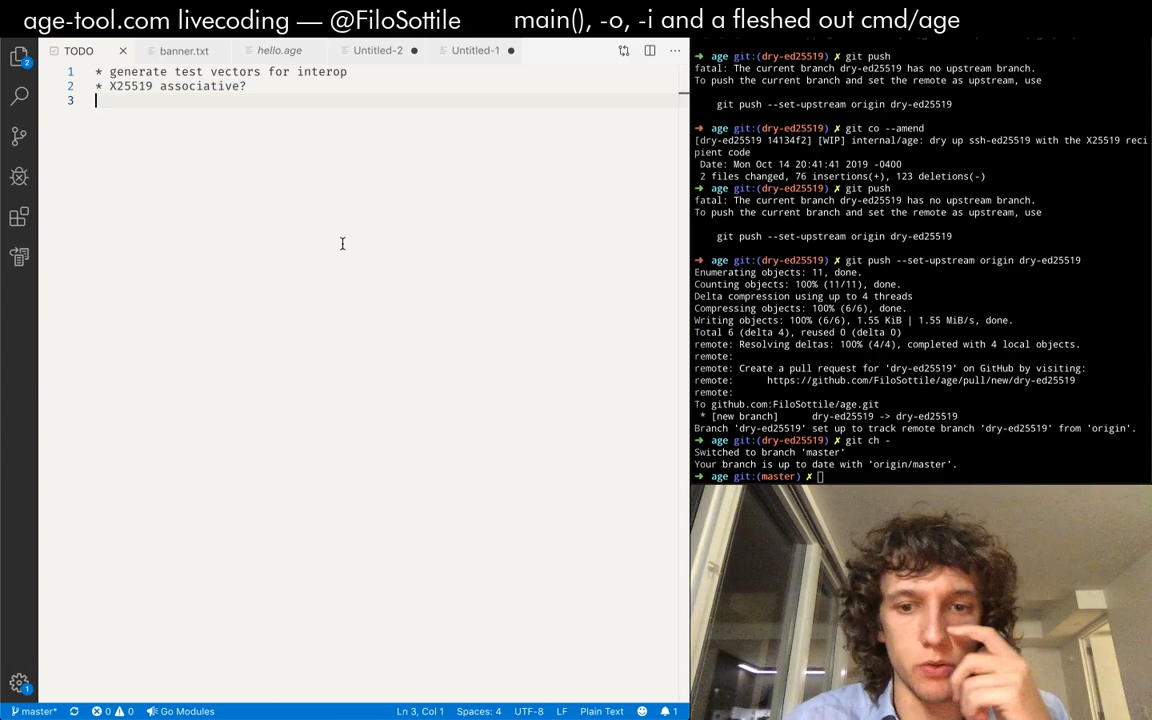 age-tool.com livecoding — @FiloSottile main(), -o, -i and a fleshed out cmd/age
TODO × banner.txt hello.age Untitled-2 ● Untitled-1 ●
1 * generate test vectors for interop
2 * X25519 associative?
3
➜ age git:(dry-ed25519) ✗ git push
fatal: The current branch dry-ed25519 has no upstream branch.
To push the current branch and set the remote as upstream, use
git push --set-upstream origin dry-ed25519
➜ age git:(dry-ed25519) ✗ git co --amend
[dry-ed25519 14134f2] [WIP] internal/age: dry up ssh-ed25519 with the X25519 reci
pient code
Date: Mon Oct 14 20:41:41 2019 -0400
2 files changed, 76 insertions(+), 123 deletions(-)
➜ age git:(dry-ed25519) ✗ git push
fatal: The current branch dry-ed25519 has no upstream branch.
To push the current branch and set the remote as upstream, use
git push --set-upstream origin dry-ed25519
➜ age git:(dry-ed25519) ✗ git push --set-upstream origin dry-ed25519
Enumerating objects: 11, done.
Counting objects: 100% (11/11), done.
Delta compression using up to 4 threads
Compressing objects: 100% (6/6), done.
Writing objects: 100% (6/6), 1.55 KiB | 1.55 MiB/s, done.
Total 6 (delta 4), reused 0 (delta 0)
remote: Resolving deltas: 100% (4/4), completed with 4 local objects.
remote:
remote: Create a pull request for 'dry-ed25519' on GitHub by visiting:
remote: https://github.com/FiloSottile/age/pull/new/dry-ed25519
remote:
To github.com:FiloSottile/age.git
* [new branch] dry-ed25519 -> dry-ed25519
Branch 'dry-ed25519' set up to track remote branch 'dry-ed25519' from 'origin'.
➜ age git:(dry-ed25519) ✗ git ch -
Switched to branch 'master'
Your branch is up to date with 'origin/master'.
➜ age git:(master) ✗
2
1
master* 0 0 Go Modules Ln 3, Col 1 Spaces: 4 UTF-8 LF Plain Text 1